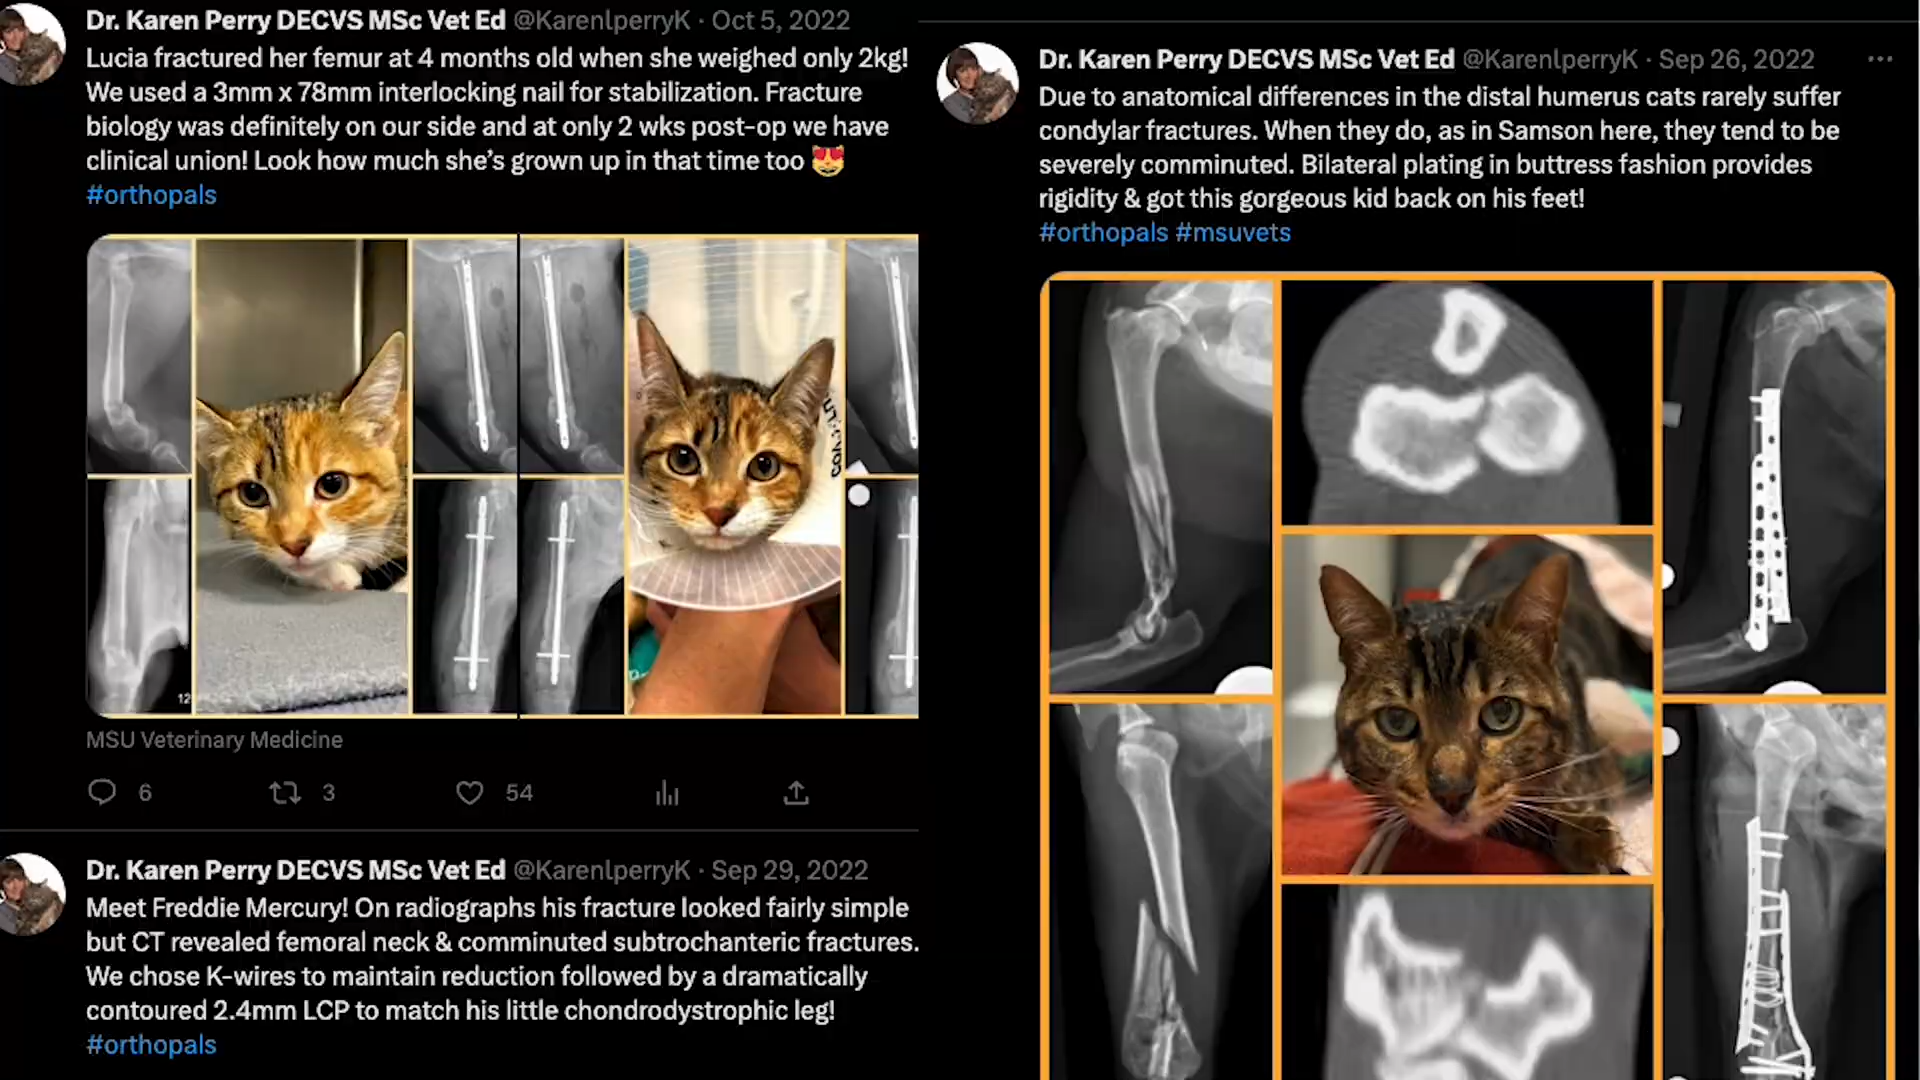 Dr. Karen Perry DECVS MSc Vet Ed @KarenlperryK · Oct 5, 2022
Lucia fractured her femur at 4 months old when she weighed only 2kg!
We used a 3mm x 78mm interlocking nail for stabilization. Fracture
biology was definitely on our side and at only 2 wks post-op we have
clinical union! Look how much she's grown up in that time too 😻
#orthopals
12
MSU Veterinary Medicine
6 3 54
Dr. Karen Perry DECVS MSc Vet Ed @KarenlperryK · Sep 29, 2022
Meet Freddie Mercury! On radiographs his fracture looked fairly simple
but CT revealed femoral neck & comminuted subtrochanteric fractures.
We chose K-wires to maintain reduction followed by a dramatically
contoured 2.4mm LCP to match his little chondrodystrophic leg!
#orthopals
Dr. Karen Perry DECVS MSc Vet Ed @KarenlperryK · Sep 26, 2022
Due to anatomical differences in the distal humerus cats rarely suffer
condylar fractures. When they do, as in Samson here, they tend to be
severely comminuted. Bilateral plating in buttress fashion provides
rigidity & got this gorgeous kid back on his feet!
#orthopals #msuvets